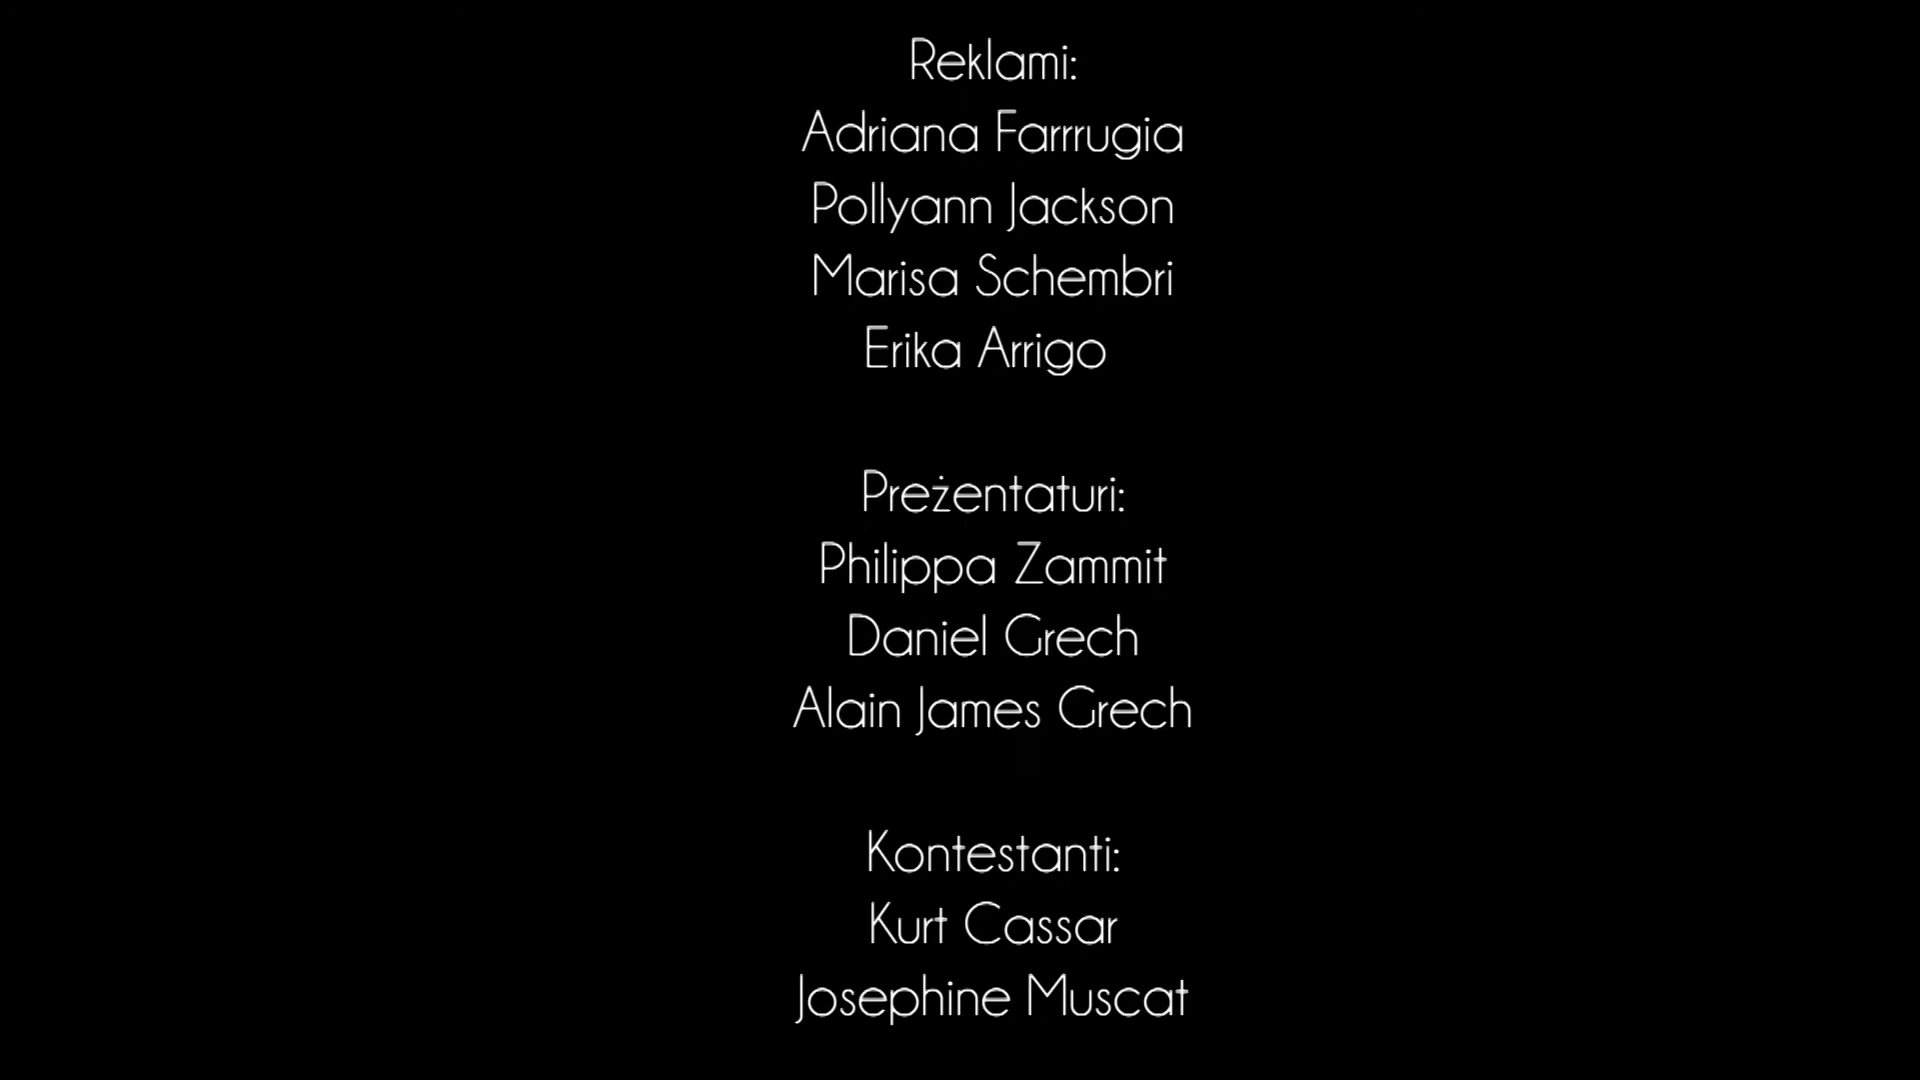 Reklami:
Adriana Farrrugia
Pollyann Jackson
Marisa Schembri
Erika Arrigo
Preżentaturi:
Philippa Zammit
Daniel Grech
Alain James Grech
Kontestanti:
Kurt Cassar
Josephine Muscat